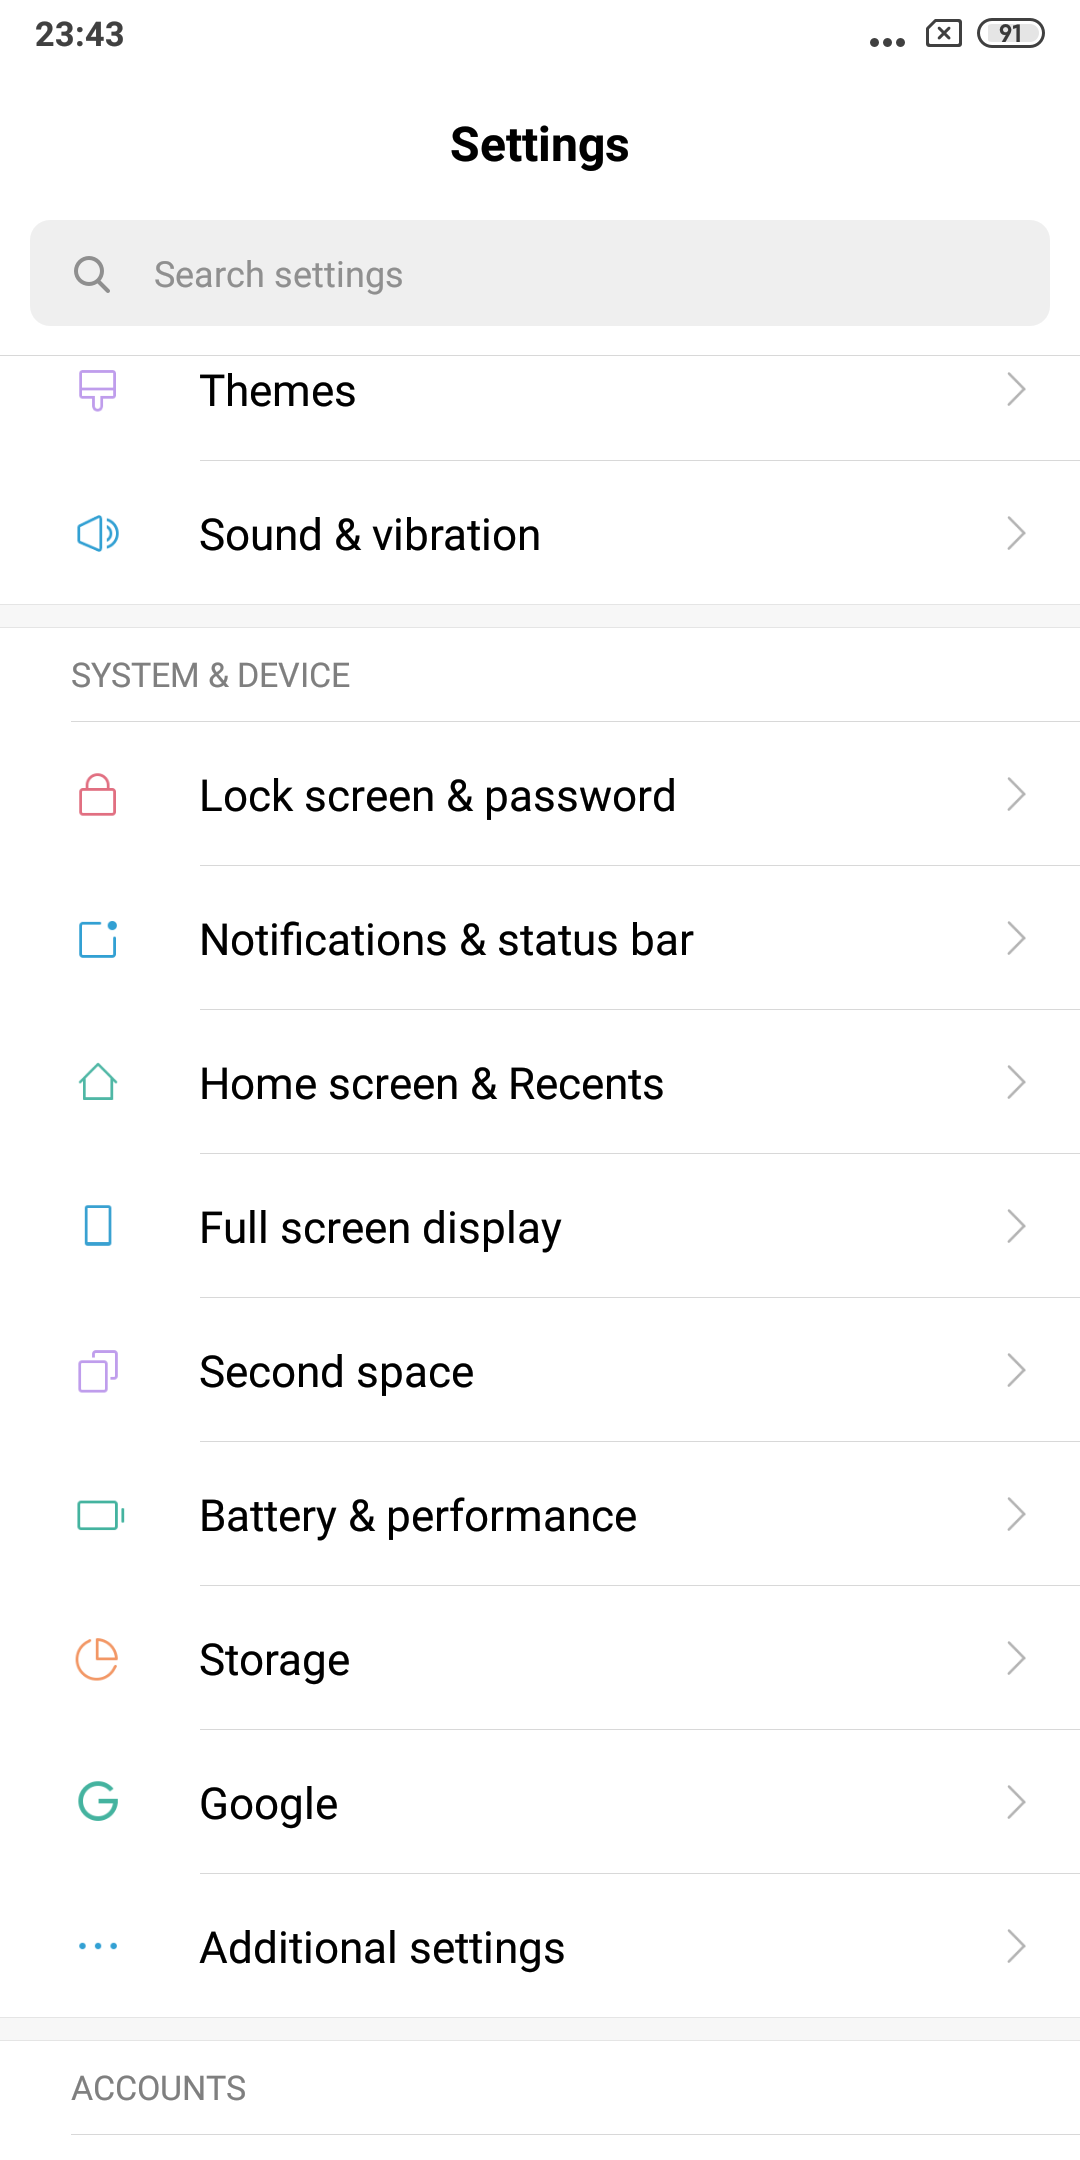 23:43
91
Settings
Search settings
Themes
Sound & vibration
SYSTEM & DEVICE
Lock screen & password
Notifications & status bar
Home screen & Recents
Full screen display
Second space
Battery & performance
Storage
Google
Additional settings
ACCOUNTS